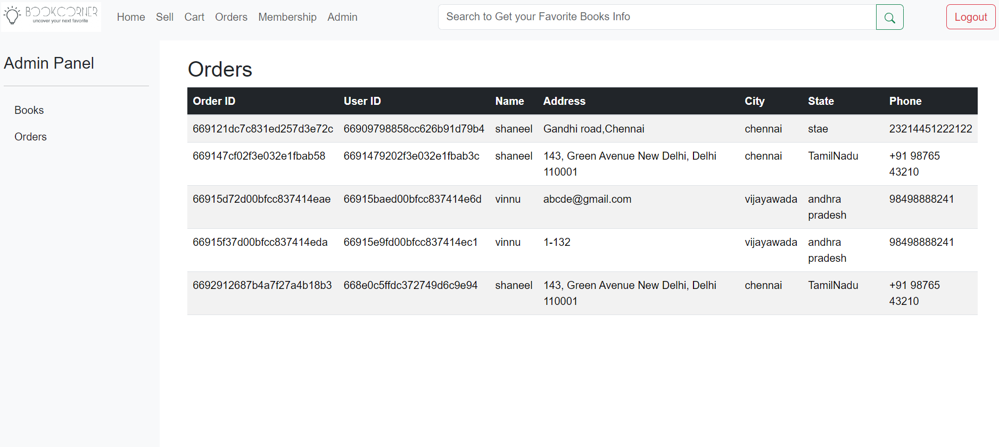 BOOKCORNER
uncover your next favorite
Home Sell Cart Orders Membership Admin
Search to Get your Favorite Books Info
Logout
Admin Panel
Books
Orders
Orders
Order ID User ID Name Address City State Phone
669121dc7c831ed257d3e72c 66909798858cc626b91d79b4 shaneel Gandhi road,Chennai chennai stae 23214451222122
669147cf02f3e032e1fbab58 6691479202f3e032e1fbab3c shaneel 143, Green Avenue New Delhi, Delhi chennai TamilNadu +91 98765
110001 43210
66915d72d00bfcc837414eae 66915baed00bfcc837414e6d vinnu abcde@gmail.com vijayawada andhra 98498888241
pradesh
66915f37d00bfcc837414eda 66915e9fd00bfcc837414ec1 vinnu 1-132 vijayawada andhra 98498888241
pradesh
6692912687b4a7f27a4b18b3 668e0c5ffdc372749d6c9e94 shaneel 143, Green Avenue New Delhi, Delhi chennai TamilNadu +91 98765
110001 43210